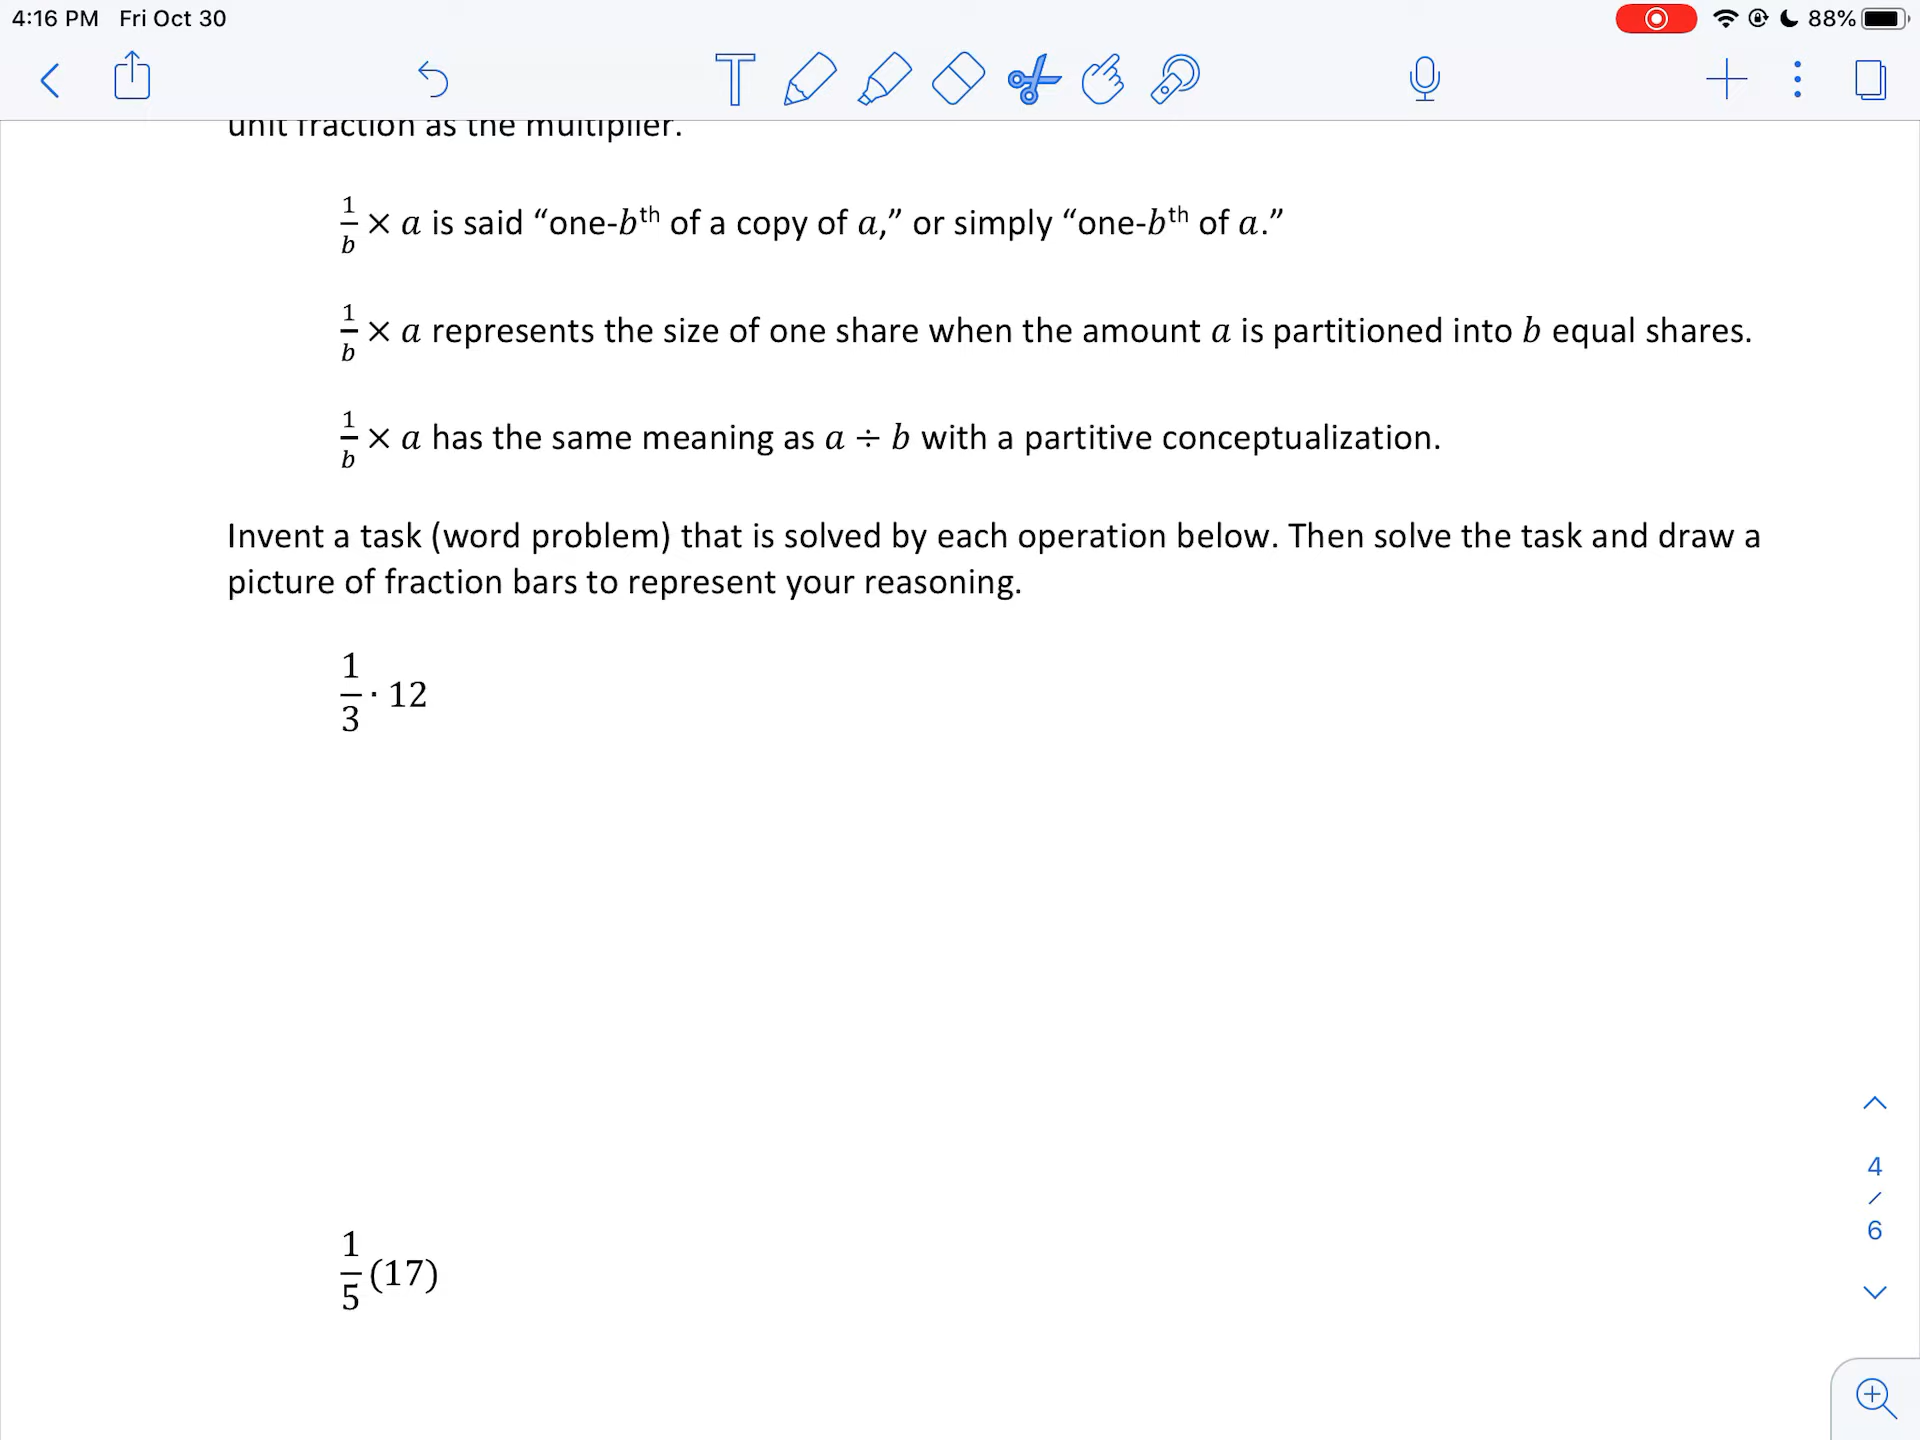 4:16 PM Fri Oct 30
88%
unit fraction as the multiplier.
1/b × a is said “one-bᵗʰ of a copy of a,” or simply “one-bᵗʰ of a.”
1/b × a represents the size of one share when the amount a is partitioned into b equal shares.
1/b × a has the same meaning as a ÷ b with a partitive conceptualization.
Invent a task (word problem) that is solved by each operation below. Then solve the task and draw a
picture of fraction bars to represent your reasoning.
1/3 · 12
4
/
6
1/5 (17)